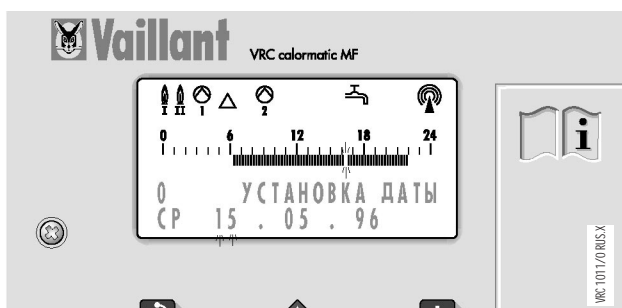 Vaillant
VRC calormatic MF
I II 1 2
0 6 12 18 24
0 УСТАНОВКА ДАТЫ
СР 15 . 05 . 96
i
VRC 1011/0 RUS.X